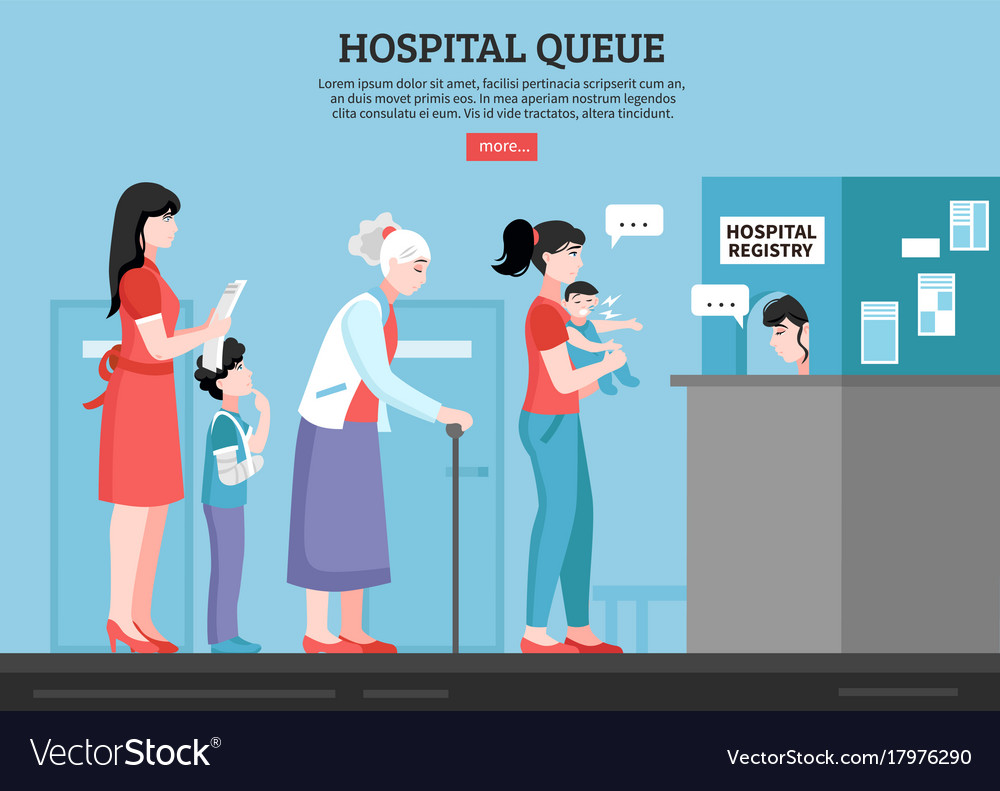 HOSPITAL QUEUE
Lorem ipsum dolor sit amet, facilisi pertinacia scripserit cum an,
an duis movet primis eos. In mea aperiam nostrum legendos
clita consulatu ei eum. Vis id vide tractatos, altera tincidunt.
more...
...
HOSPITAL
REGISTRY
...
VectorStock®
VectorStock.com/17976290